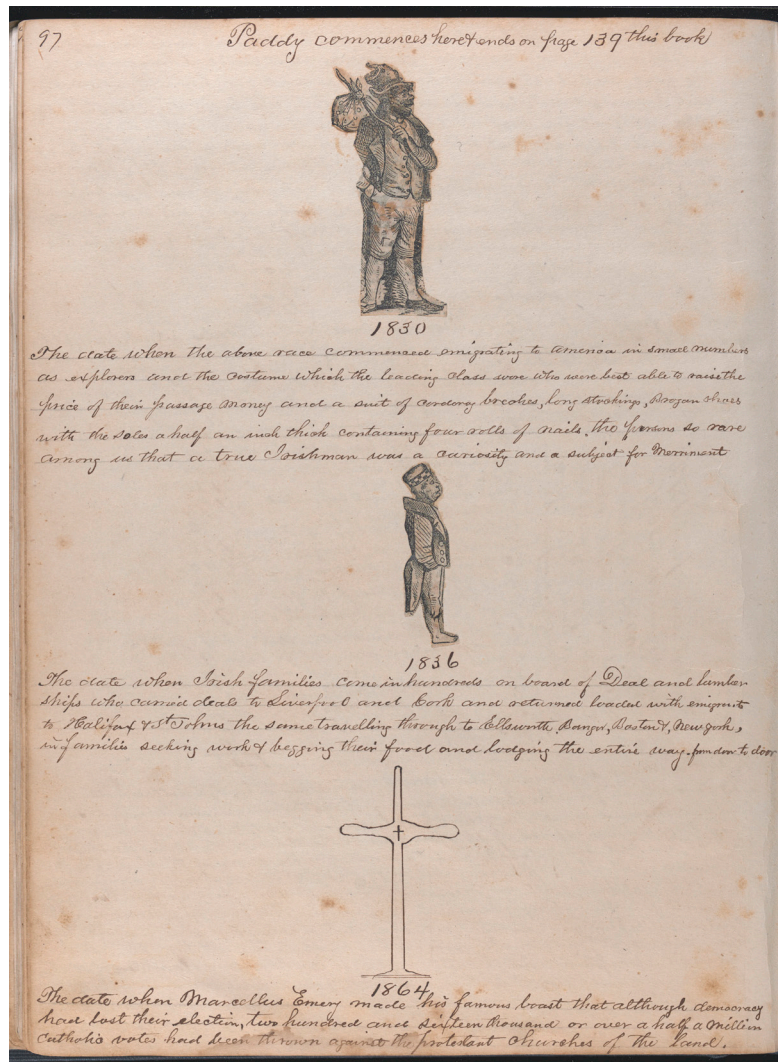 97
Paddy commences here & ends on page 139 this book
1830
The date when the above race commenced emigrating to america in small numbers
as explorers and the costume which the leading class wore who were best able to raise the
price of their passage money and a suit of cordoroy breches, long stockings, Brogan shoes
with the soles a half an inch thick containing four rolls of nails. the persons so rare
among us that a true Irishman was a curiosity and a subject for Merriment
1836
The date when Irish families come in hundreds on board of Deal and lumber
ships who carried deals to Liverpool and Cork and returned loaded with emigrants
to Halifax & St Johns the same travelling through to Ellsworth, Bangor, Boston &, New york,
in families seeking work & begging their food and lodging the entire way. from door to door
1864
The date when Marcellus Emery made his famous boast that although democracy
had lost their election, two hundred and sixteen thousand or over a half a million
Catholic votes had been thrown against the protestant churches of the Land.